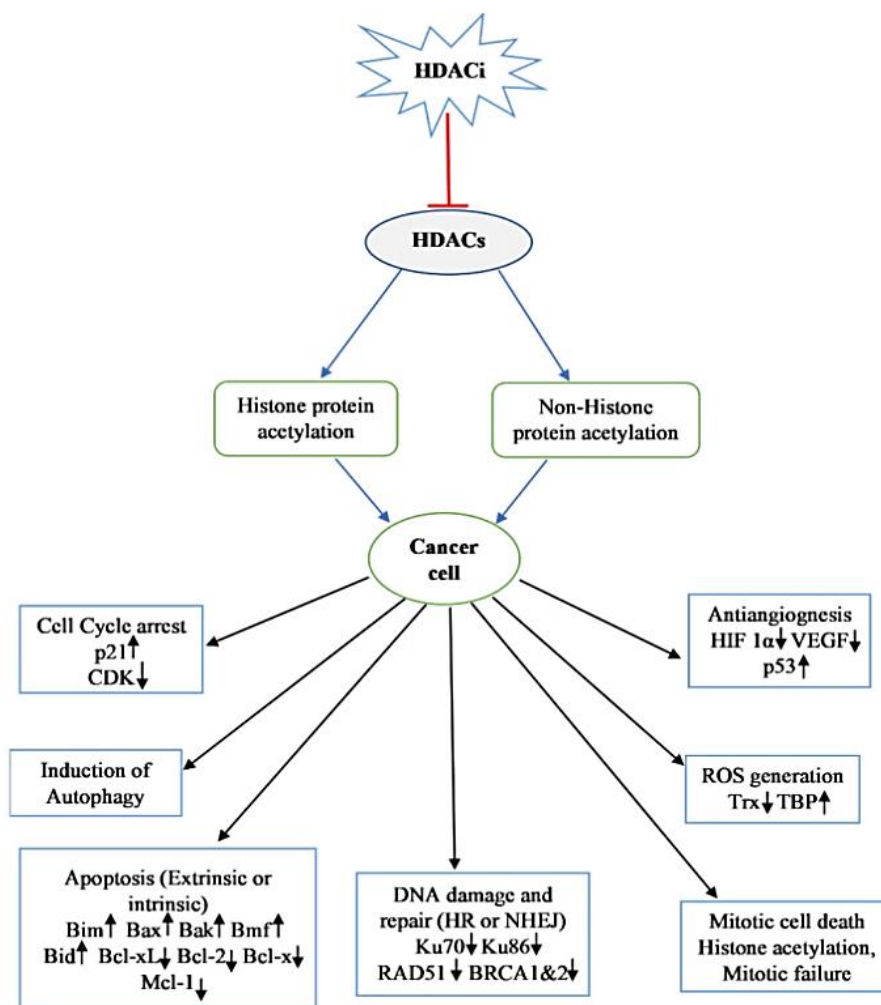 HDACi
HDACs
Histone protein
acetylation
Non-Histone
protein acetylation
Cancer
cell
Cell Cycle arrest
p21↑
CDK↓
Antiangiognesis
HIF 1α↓ VEGF↓
p53↑
Induction of
Autophagy
ROS generation
Trx↓ TBP↑
Apoptosis (Extrinsic or
intrinsic)
Bim↑ Bax↑ Bak↑ Bmf↑
Bid↑ Bcl-xL↓ Bcl-2↓ Bcl-x↓
Mcl-1↓
DNA damage and
repair (HR or NHEJ)
Ku70↓ Ku86↓
RAD51↓ BRCA1&2↓
Mitotic cell death
Histone acetylation,
Mitotic failure